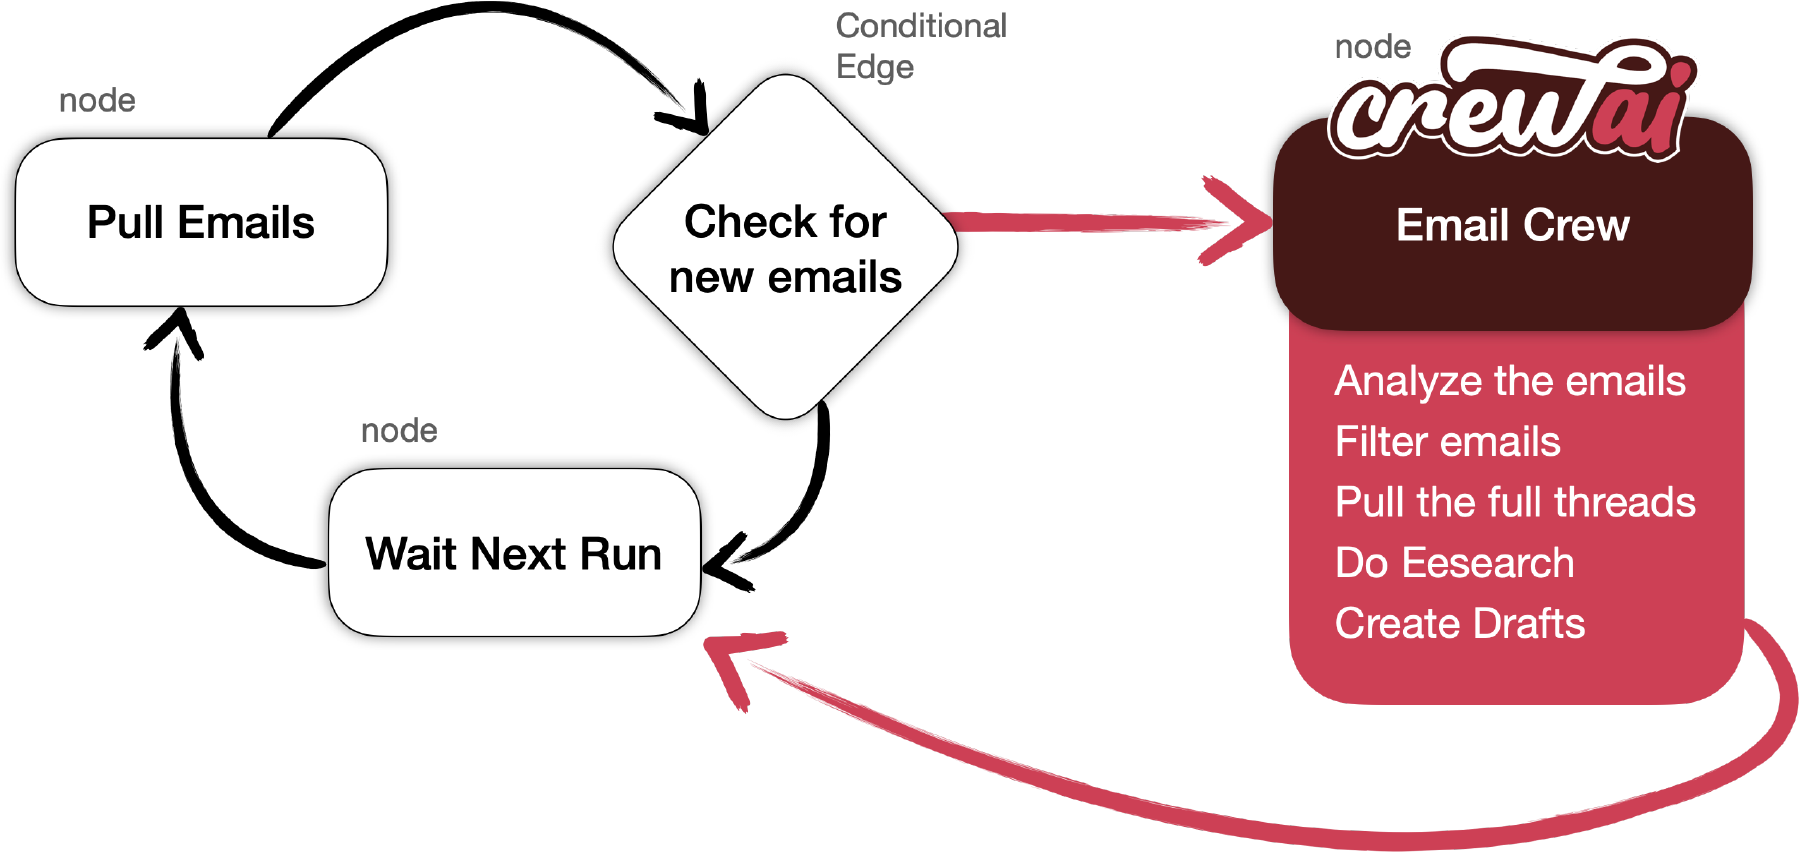 node
Pull Emails
Conditional
Edge
Check for
new emails
node
Wait Next Run
node
crewai
Email Crew
Analyze the emails
Filter emails
Pull the full threads
Do Eesearch
Create Drafts